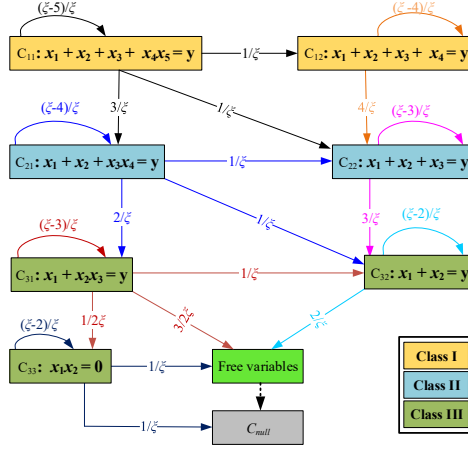 (ξ-5)/ξ
(ξ-4)/ξ
C₁₁: x₁ + x₂ + x₃ + x₄x₅ = y
1/ξ
C₁₂: x₁ + x₂ + x₃ + x₄ = y
3/ξ
1/ξ
4/ξ
(ξ-4)/ξ
(ξ-3)/ξ
C₂₁: x₁ + x₂ + x₃x₄ = y
1/ξ
C₂₂: x₁ + x₂ + x₃ = y
2/ξ
1/ξ
3/ξ
(ξ-3)/ξ
(ξ-2)/ξ
C₃₁: x₁ + x₂x₃ = y
1/ξ
C₃₂: x₁ + x₂ = y
1/2ξ
3/2ξ
2/ξ
(ξ-2)/ξ
C₃₃: x₁x₂ = 0
1/ξ
Free variables
1/ξ
C_null
Class I
Class II
Class III